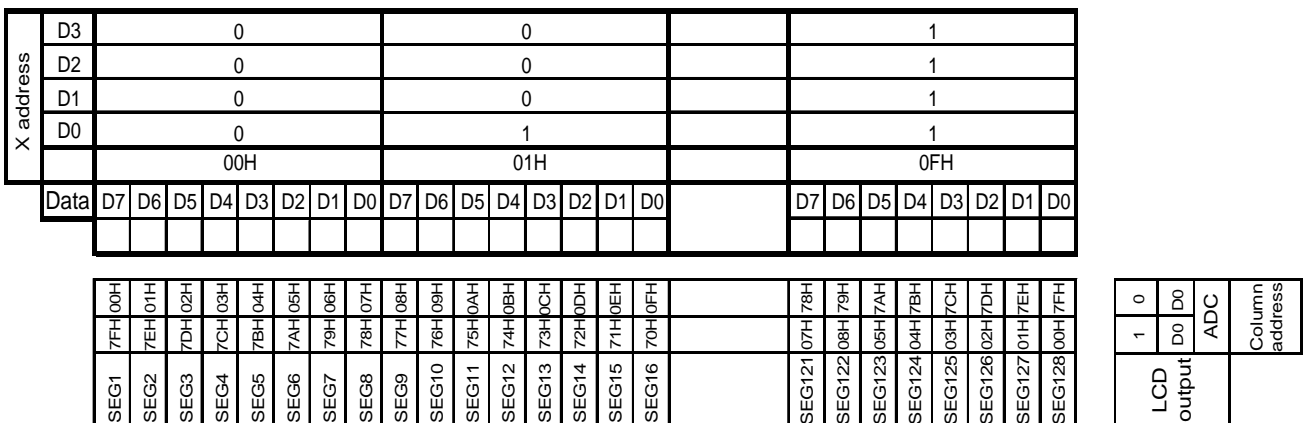 X address
D3 0 0 1
D2 0 0 1
D1 0 0 1
D0 0 1 1
00H 01H 0FH
Data D7 D6 D5 D4 D3 D2 D1 D0 D7 D6 D5 D4 D3 D2 D1 D0 D7 D6 D5 D4 D3 D2 D1 D0
00H 01H 02H 03H 04H 05H 06H 07H 08H 09H 0AH 0BH 0CH 0DH 0EH 0FH 78H 79H 7AH 7BH 7CH 7DH 7EH 7FH
7FH 7EH 7DH 7CH 7BH 7AH 79H 78H 77H 76H 75H 74H 73H 72H 71H 70H 07H 08H 05H 04H 03H 02H 01H 00H
SEG1 SEG2 SEG3 SEG4 SEG5 SEG6 SEG7 SEG8 SEG9 SEG10 SEG11 SEG12 SEG13 SEG14 SEG15 SEG16 SEG121 SEG122 SEG123 SEG124 SEG125 SEG126 SEG127 SEG128
0 D0
1 D0
ADC
Column
address
LCD
output